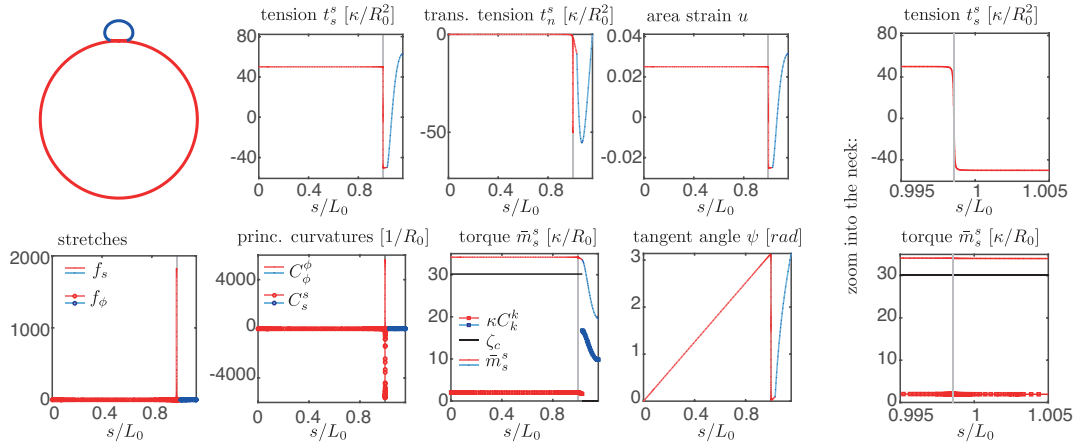 tension $t_s^s$ [$\kappa/R_0^2$]
80
40
0
-40
0 0.4 0.8
$s/L_0$
trans. tension $t_n^s$ [$\kappa/R_0^2$]
0
-50
0 0.4 0.8
$s/L_0$
area strain $u$
0.04
0.02
0
-0.02
0 0.4 0.8
$s/L_0$
tension $t_s^s$ [$\kappa/R_0^2$]
80
40
0
-40
0.995 1 1.005
$s/L_0$
zoom into the neck:
stretches
2000
1000
0
$f_s$
$f_\phi$
0 0.4 0.8
$s/L_0$
princ. curvatures [$1/R_0$]
4000
0
-4000
$C_\phi^\phi$
$C_s^s$
0 0.4 0.8
$s/L_0$
torque $\bar{m}_s^s$ [$\kappa/R_0$]
30
20
10
0
$\kappa C_k^k$
$\zeta_c$
$\bar{m}_s^s$
0 0.4 0.8
$s/L_0$
tangent angle $\psi$ [rad]
3
2
1
0
0 0.4 0.8
$s/L_0$
torque $\bar{m}_s^s$ [$\kappa/R_0$]
30
20
10
0
0.995 1 1.005
$s/L_0$